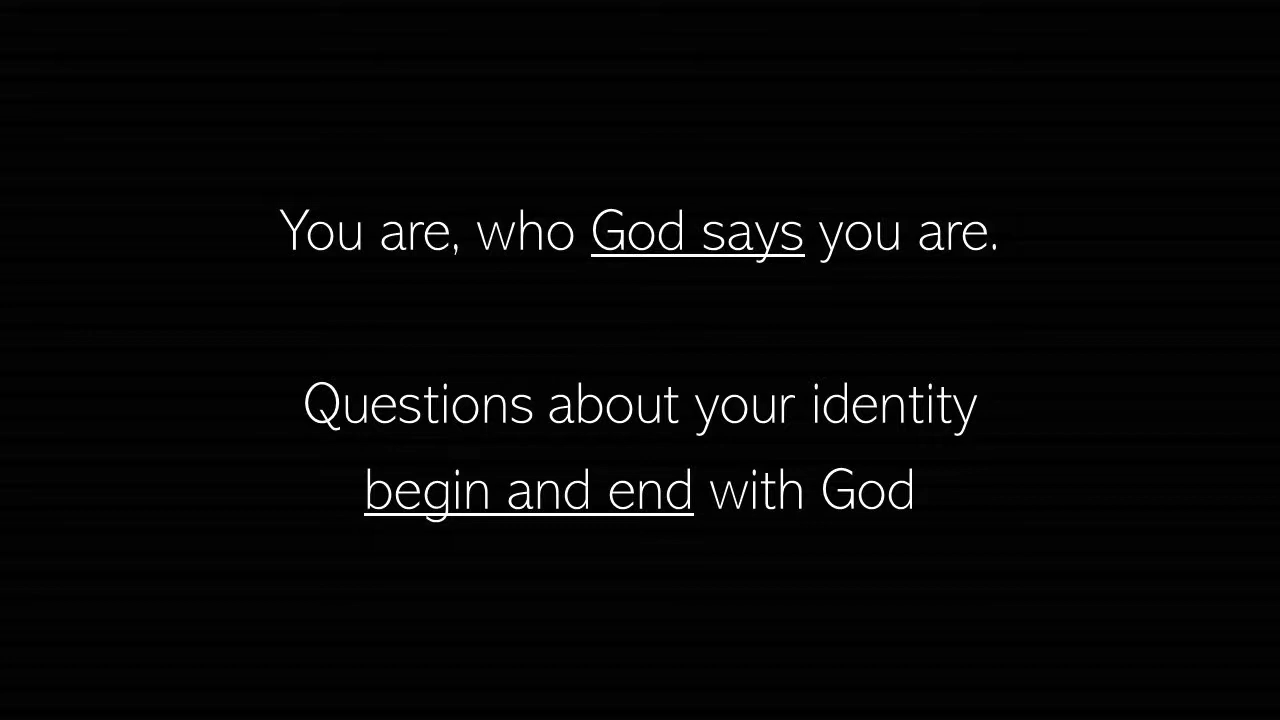 You are, who God says you are.
Questions about your identity
begin and end with God